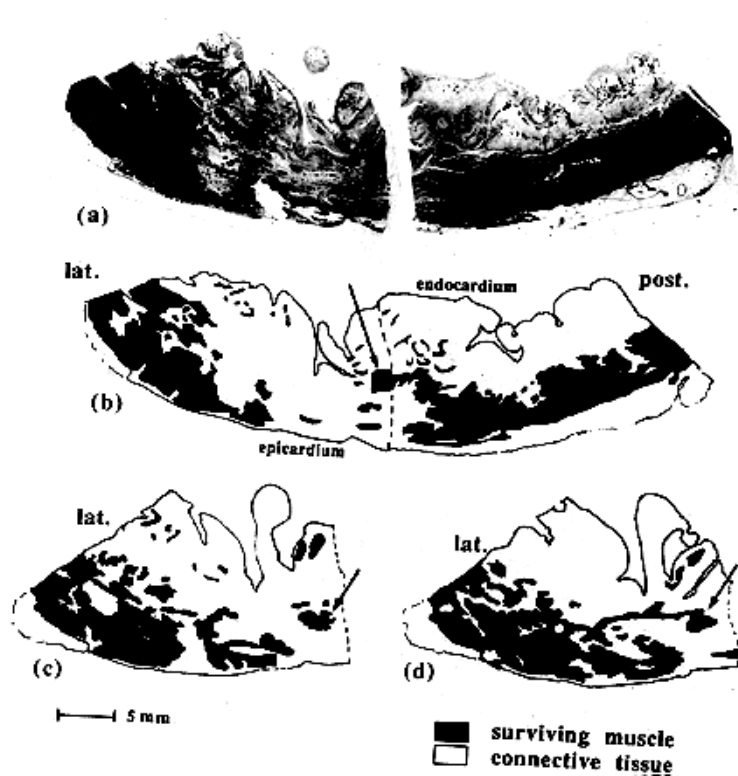 (a)
lat.
endocardium
post.
(b)
epicardium
lat.
lat.
(c)
(d)
5 mm
surviving muscle
connective tissue